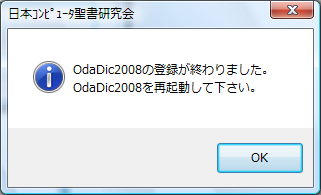 日本ｺﾝﾋﾟｭｰﾀ聖書研究会
OdaDic2008の登録が終わりました。
OdaDic2008を再起動して下さい。
OK